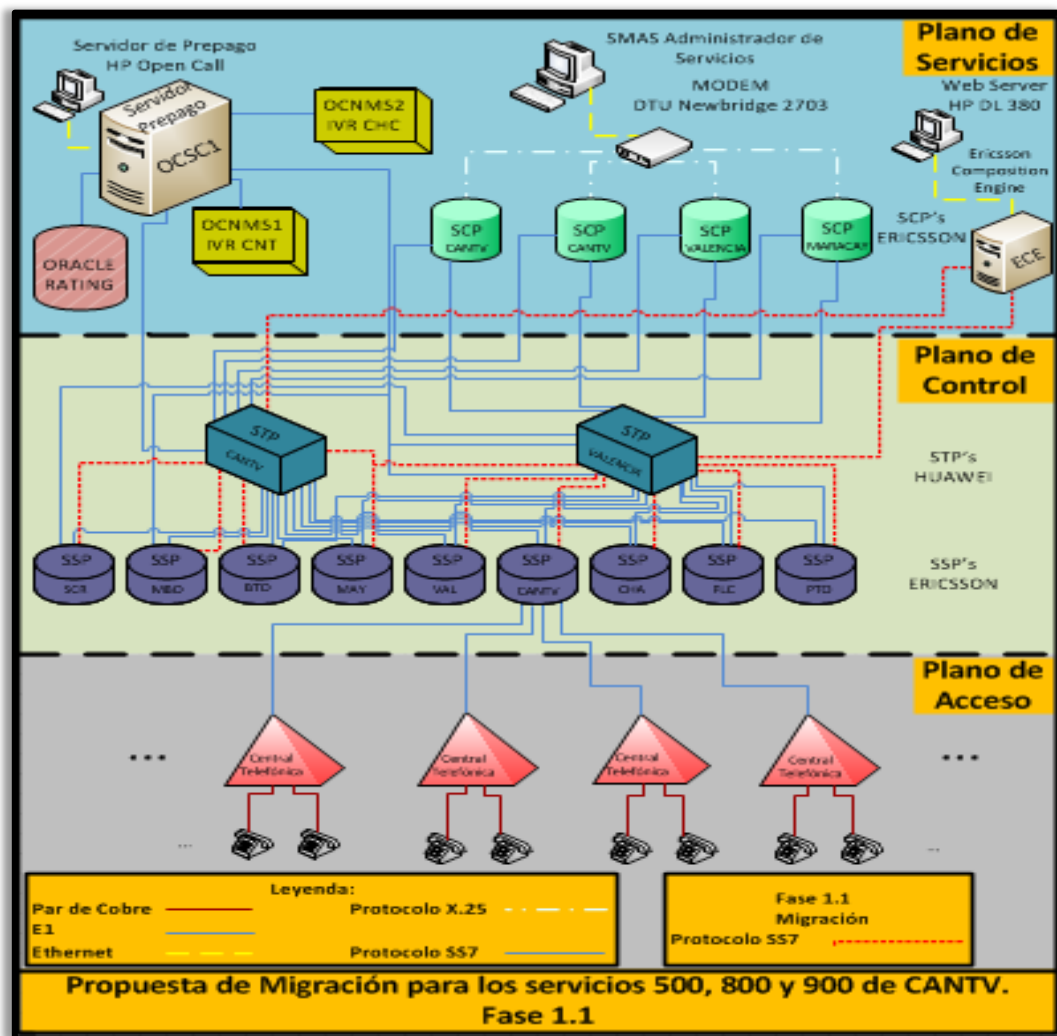 Plano de
Servicios
Servidor de Prepago
HP Open Call
SMAS Administrador de
Servicios
MODEM
DTU Newbridge 2703
Web Server
HP DL 380
Servidor
Prepago
OCSC1
OCNMS2
IVR CHC
Ericsson
Composition
Engine
OCNMS1
IVR CNT
ORACLE
RATING
SCP
CANTV
SCP
CANTV
SCP
VALENCIA
SCP
MARACAY
SCP's
ERICSSON
ECE
Plano de
Control
STP
CANTV
STP
VALENCIA
STP's
HUAWEI
SSP
SCR
SSP
MBO
SSP
BTO
SSP
MAY
SSP
VAL
SSP
CANTV
SSP
CHA
SSP
FLC
SSP
PTO
SSP's
ERICSSON
Plano de
Acceso
...
Central
Telefónica
Central
Telefónica
Central
Telefónica
Central
Telefónica
...
...
...
Leyenda:
Par de Cobre
Protocolo X.25
E1
Ethernet
Protocolo SS7
Fase 1.1
Migración
Protocolo SS7
Propuesta de Migración para los servicios 500, 800 y 900 de CANTV.
Fase 1.1